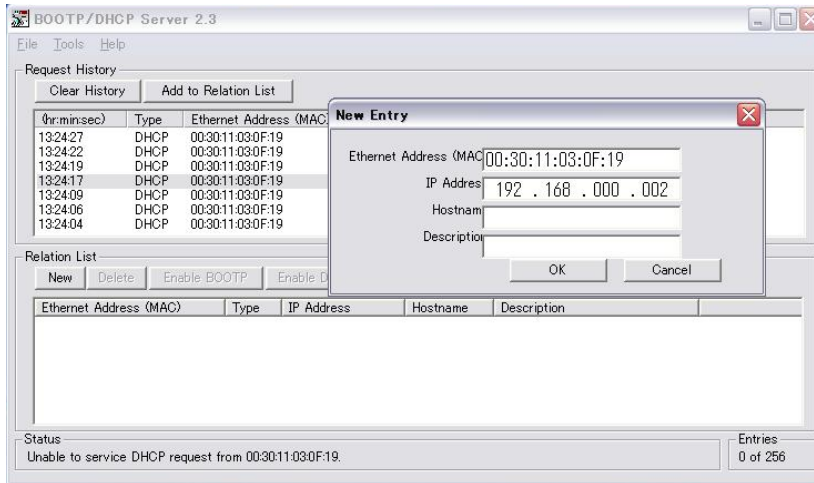 BOOTP/DHCP Server 2.3
File Tools Help
Request History
Clear History Add to Relation List
(hr:min:sec) Type Ethernet Address (MAC)
13:24:27 DHCP 00:30:11:03:0F:19
13:24:22 DHCP 00:30:11:03:0F:19
13:24:19 DHCP 00:30:11:03:0F:19
13:24:17 DHCP 00:30:11:03:0F:19
13:24:09 DHCP 00:30:11:03:0F:19
13:24:06 DHCP 00:30:11:03:0F:19
13:24:04 DHCP 00:30:11:03:0F:19
New Entry
Ethernet Address (MAC 00:30:11:03:0F:19
IP Addres 192 . 168 . 000 . 002
Hostnam
Description
OK Cancel
Relation List
New Delete Enable BOOTP Enable D
Ethernet Address (MAC) Type IP Address Hostname Description
Status
Unable to service DHCP request from 00:30:11:03:0F:19.
Entries
0 of 256